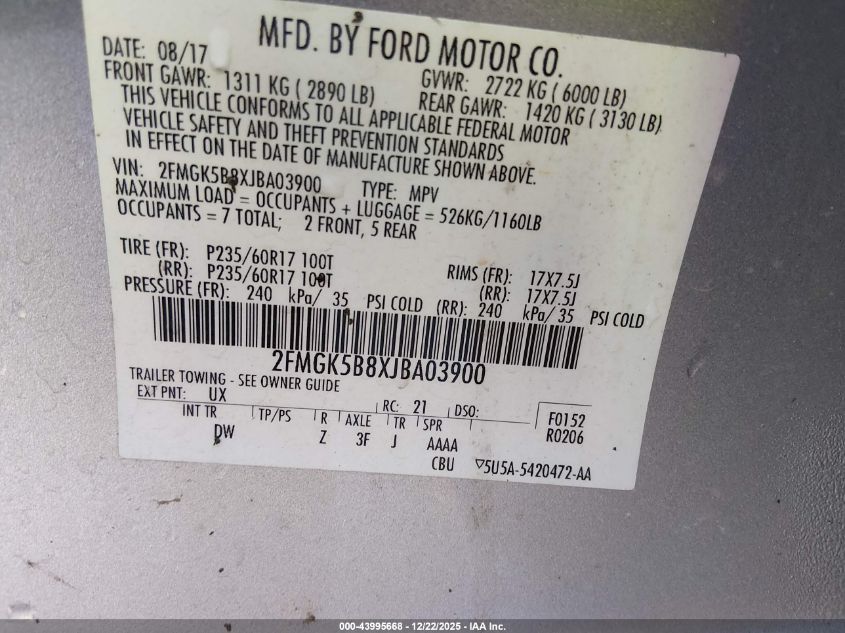 MFD. BY FORD MOTOR CO.
DATE: 08/17 GVWR: 2722 KG ( 6000 LB)
FRONT GAWR: 1311 KG ( 2890 LB) REAR GAWR: 1420 KG ( 3130 LB)
THIS VEHICLE CONFORMS TO ALL APPLICABLE FEDERAL MOTOR
VEHICLE SAFETY AND THEFT PREVENTION STANDARDS
IN EFFECT ON THE DATE OF MANUFACTURE SHOWN ABOVE.
VIN: 2FMGK5B8XJBA03900 TYPE: MPV
MAXIMUM LOAD = OCCUPANTS + LUGGAGE = 526KG/1160LB
OCCUPANTS = 7 TOTAL; 2 FRONT, 5 REAR
TIRE (FR): P235/60R17 100T RIMS (FR): 17X7.5J
(RR): P235/60R17 100T (RR): 17X7.5J
PRESSURE (FR): 240 kPa/ 35 PSI COLD (RR): 240 kPa/ 35 PSI COLD
2FMGK5B8XJBA03900
TRAILER TOWING - SEE OWNER GUIDE
EXT PNT: UX RC: 21 DSO: F0152
INT TR TP/PS R AXLE TR SPR R0206
DW Z 3F J AAAA
CBU ▽5U5A-5420472-AA
000-43995668 - 12/22/2025 - IAA Inc.